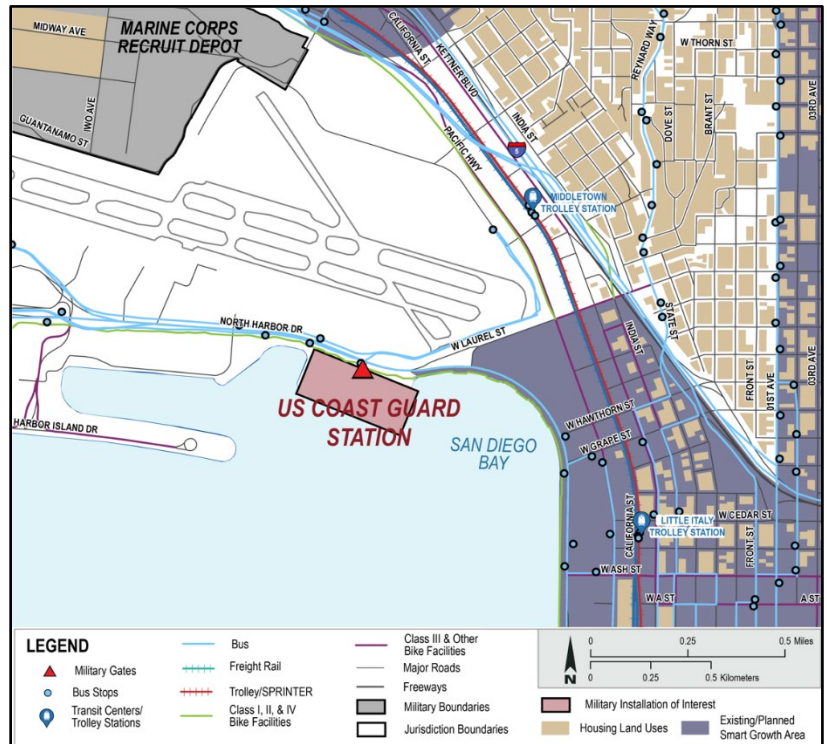 MARINE CORPS
RECRUIT DEPOT
MIDWAY AVE
IWO AVE
GUANTANAMO ST
CALIFORNIA ST
KETTNER BLVD
INDIA ST
PACIFIC HWY
REYNARD WAY
W THORN ST
DOVE ST
BRANT ST
03RD AVE
5
MIDDLETOWN
TROLLEY STATION
NORTH HARBOR DR
W LAUREL ST
STATE ST
INDIA ST
FRONT ST
01ST AVE
03RD AVE
US COAST GUARD
STATION
HARBOR ISLAND DR
SAN DIEGO
BAY
W HAWTHORN ST
W GRAPE ST
CALIFORNIA ST
W CEDAR ST
LITTLE ITALY
TROLLEY STATION
FRONT ST
W ASH ST
W A ST
A ST
LEGEND
Military Gates
Bus Stops
Transit Centers/
Trolley Stations
Bus
Freight Rail
Trolley/SPRINTER
Class I, II, & IV
Bike Facilities
Class III & Other
Bike Facilities
Major Roads
Freeways
Military Boundaries
Jurisdiction Boundaries
N
0 0.25 0.5 Miles
0 0.25 0.5 Kilometers
Military Installation of Interest
Housing Land Uses
Existing/Planned
Smart Growth Area